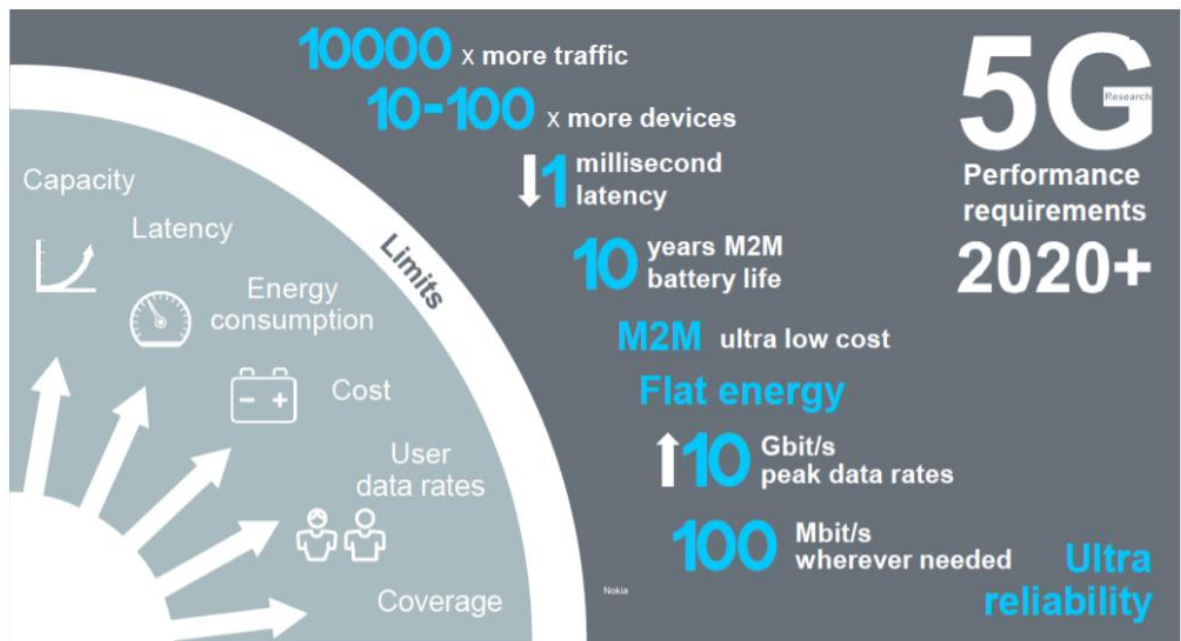 10000 x more traffic
10-100 x more devices
1 millisecond
latency
10 years M2M
battery life
M2M ultra low cost
Flat energy
10 Gbit/s
peak data rates
100 Mbit/s
wherever needed
Ultra
reliability
5G
Research
Performance
requirements
2020+
Limits
Capacity
Latency
Energy
consumption
Cost
User
data rates
Coverage
Nokia